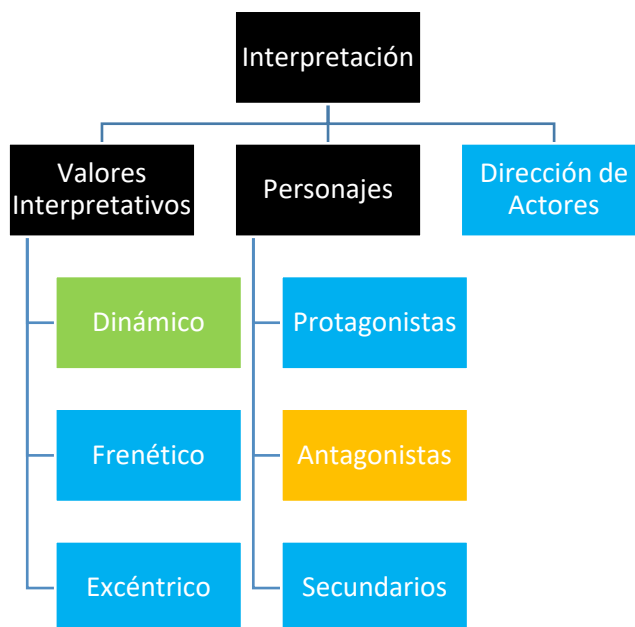 Interpretación
Valores
Interpretativos
Personajes
Dirección de
Actores
Dinámico
Protagonistas
Frenético
Antagonistas
Excéntrico
Secundarios